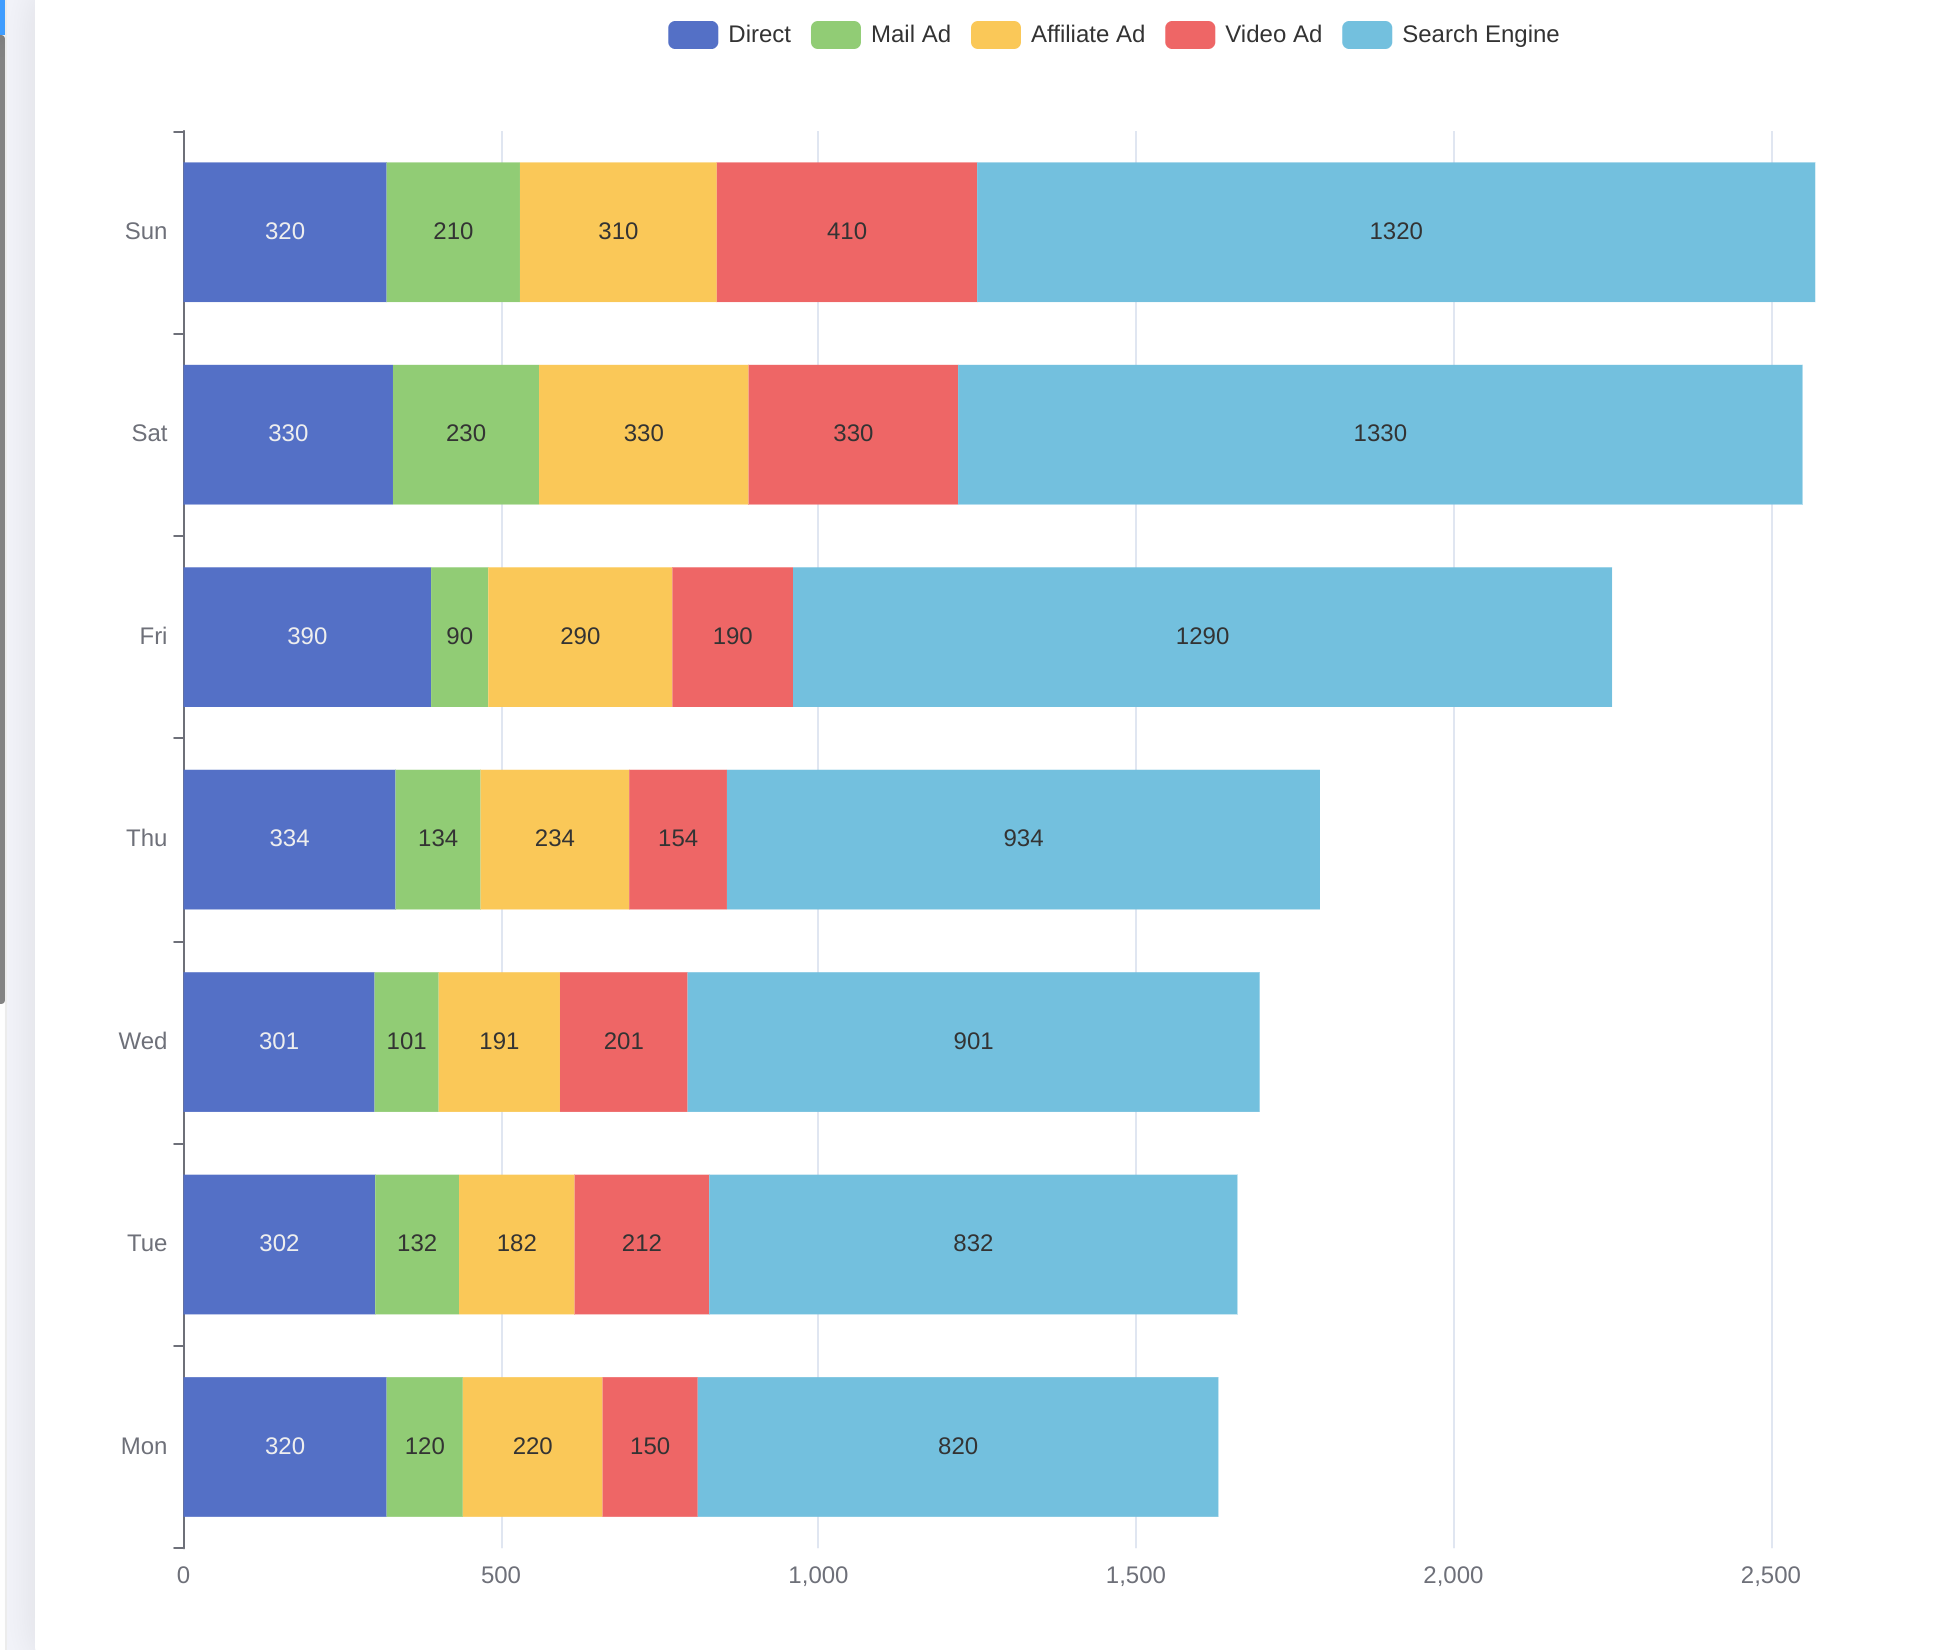 Direct Mail Ad Affiliate Ad Video Ad Search Engine
Sun 320 210 310 410 1320
Sat 330 230 330 330 1330
Fri 390 90 290 190 1290
Thu 334 134 234 154 934
Wed 301 101 191 201 901
Tue 302 132 182 212 832
Mon 320 120 220 150 820
0 500 1,000 1,500 2,000 2,500